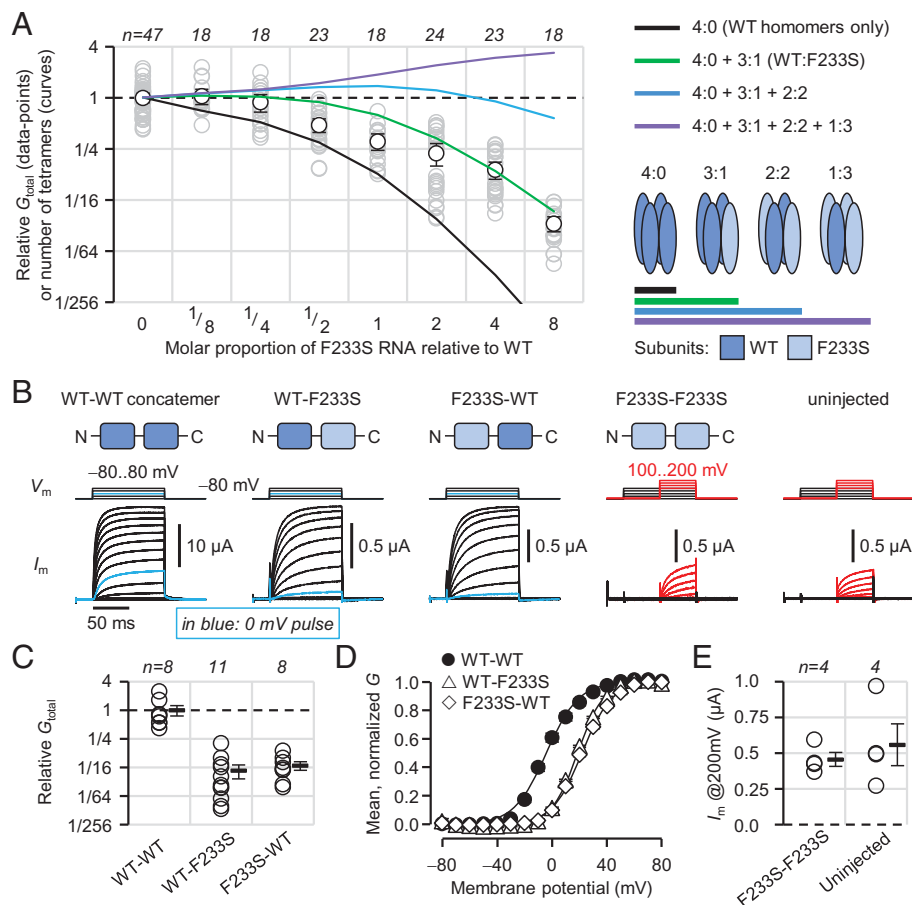 A
n=47 18 18 23 18 24 23 18
4
1
1/4
1/16
1/64
1/256
Relative Gtotal (data-points)
or number of tetramers (curves)
0 1/8 1/4 1/2 1 2 4 8
Molar proportion of F233S RNA relative to WT
4:0 (WT homomers only)
4:0 + 3:1 (WT:F233S)
4:0 + 3:1 + 2:2
4:0 + 3:1 + 2:2 + 1:3
4:0 3:1 2:2 1:3
Subunits: WT F233S
B
WT-WT concatemer WT-F233S F233S-WT F233S-F233S uninjected
N C N C N C N C
−80..80 mV
100..200 mV
Vm
−80 mV
Im
10 µA 0.5 µA 0.5 µA 0.5 µA 0.5 µA
50 ms
in blue: 0 mV pulse
C
n=8 11 8
4
1
1/4
1/16
1/64
1/256
Relative Gtotal
WT-WT
WT-F233S
F233S-WT
D
WT-WT
WT-F233S
F233S-WT
1.0
0.8
0.6
0.4
0.2
0.0
Mean, normalized G
−80 −40 0 40 80
Membrane potential (mV)
E
n=4 4
1.0
0.75
0.5
0.25
0.0
Im @200mV (µA)
F233S-F233S
Uninjected